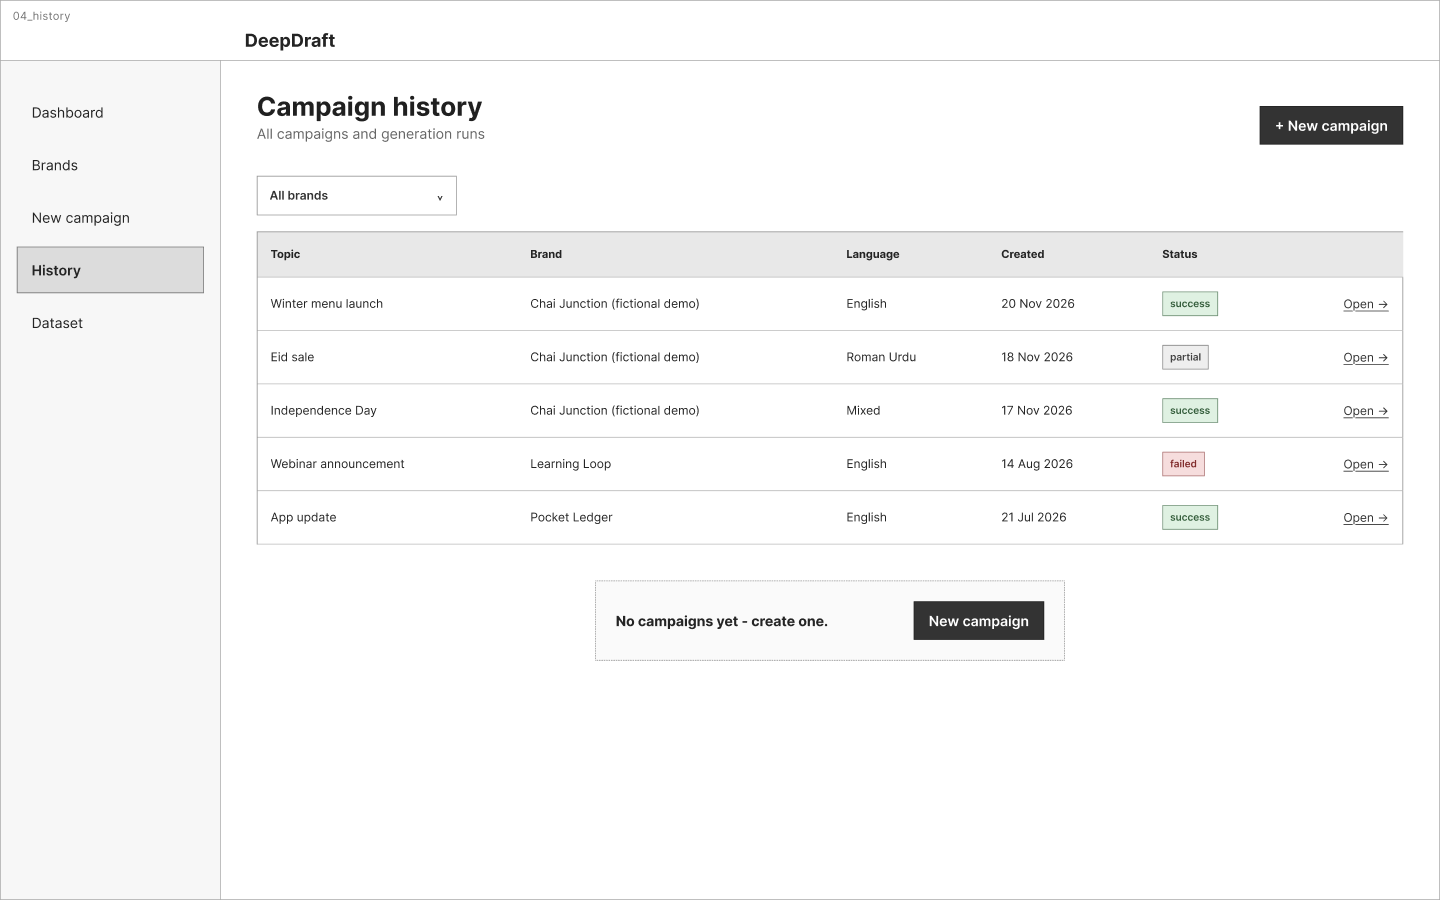 04_history
DeepDraft
Dashboard
Brands
New campaign
History
Dataset
Campaign history
All campaigns and generation runs
+ New campaign
All brands v
Topic Brand Language Created Status
Winter menu launch Chai Junction (fictional demo) English 20 Nov 2026 success Open →
Eid sale Chai Junction (fictional demo) Roman Urdu 18 Nov 2026 partial Open →
Independence Day Chai Junction (fictional demo) Mixed 17 Nov 2026 success Open →
Webinar announcement Learning Loop English 14 Aug 2026 failed Open →
App update Pocket Ledger English 21 Jul 2026 success Open →
No campaigns yet - create one. New campaign